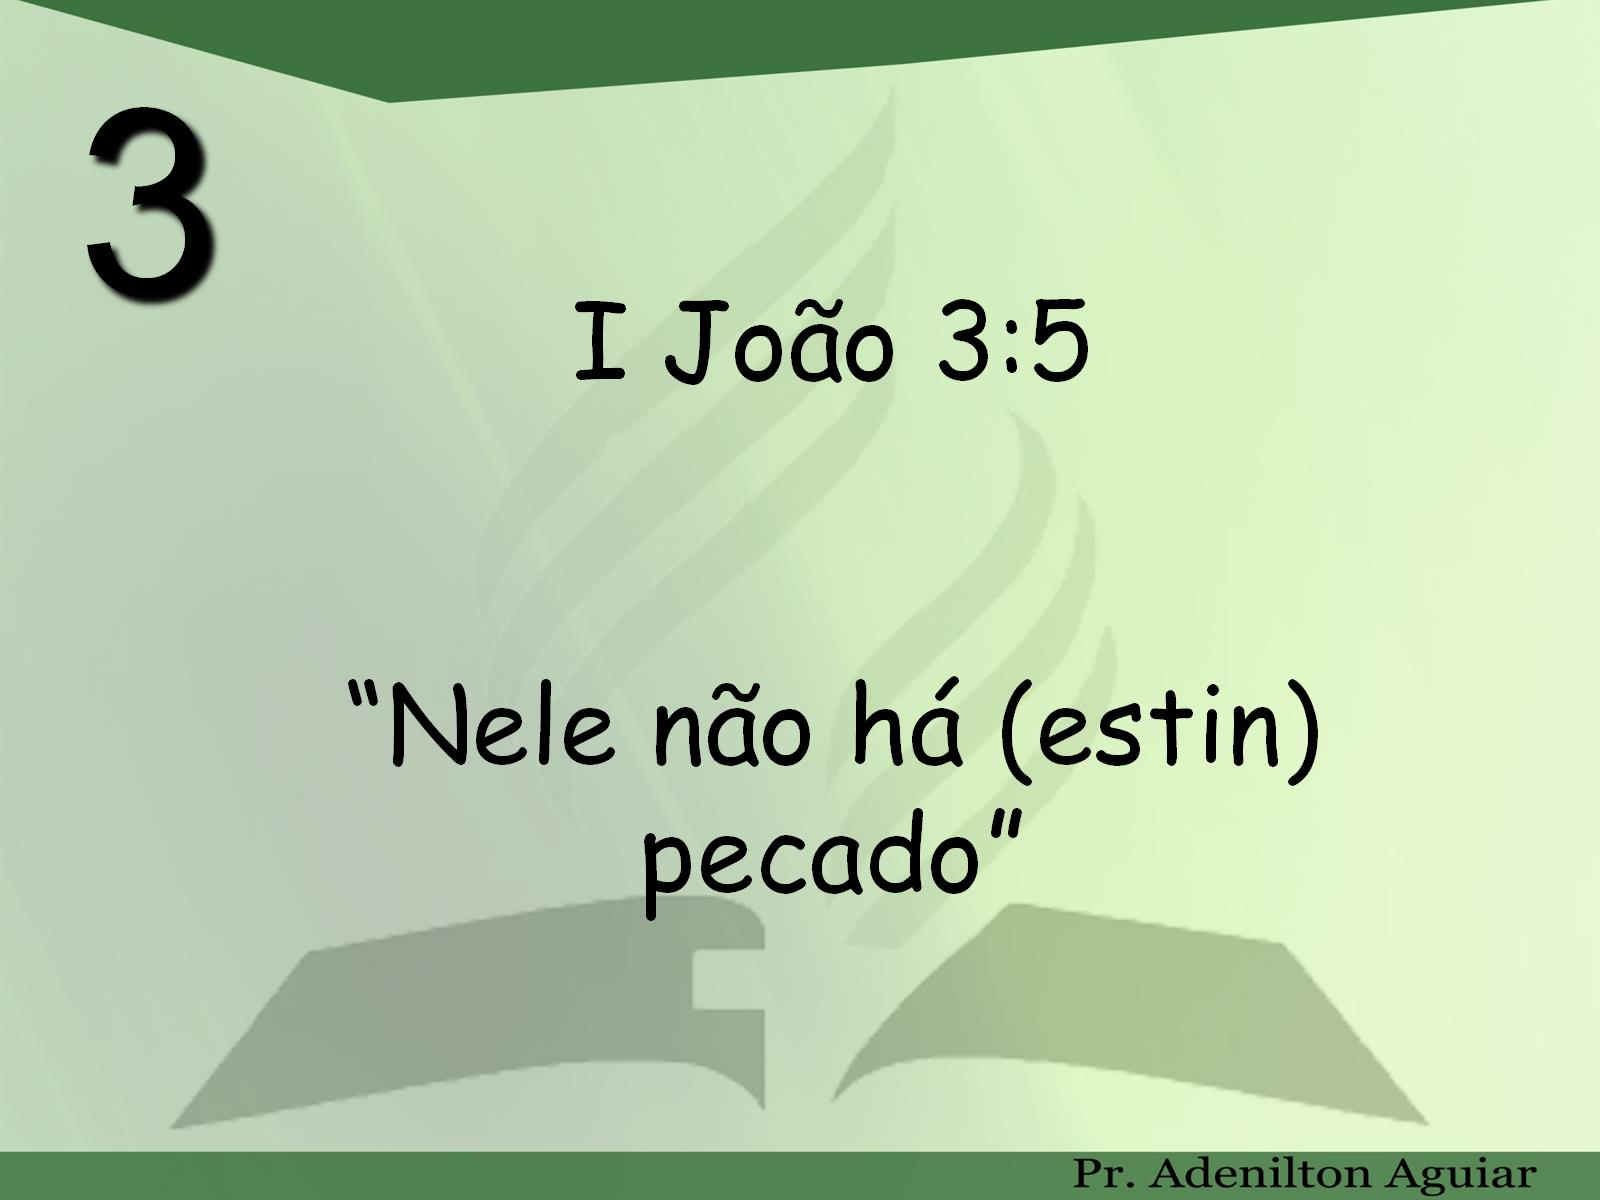 3
I João 3:5
“Nele não há (estin)
pecado”
Pr. Adenilton Aguiar